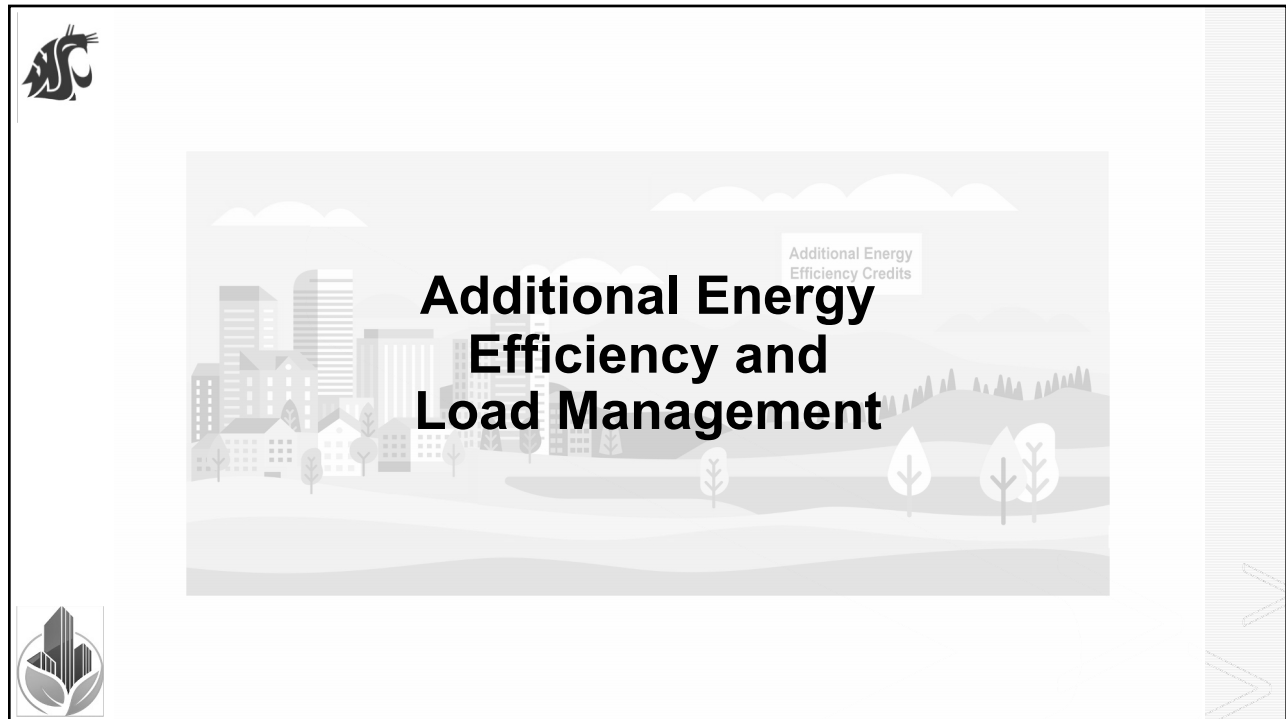 Additional Energy
Efficiency Credits
Additional Energy
Efficiency and
Load Management